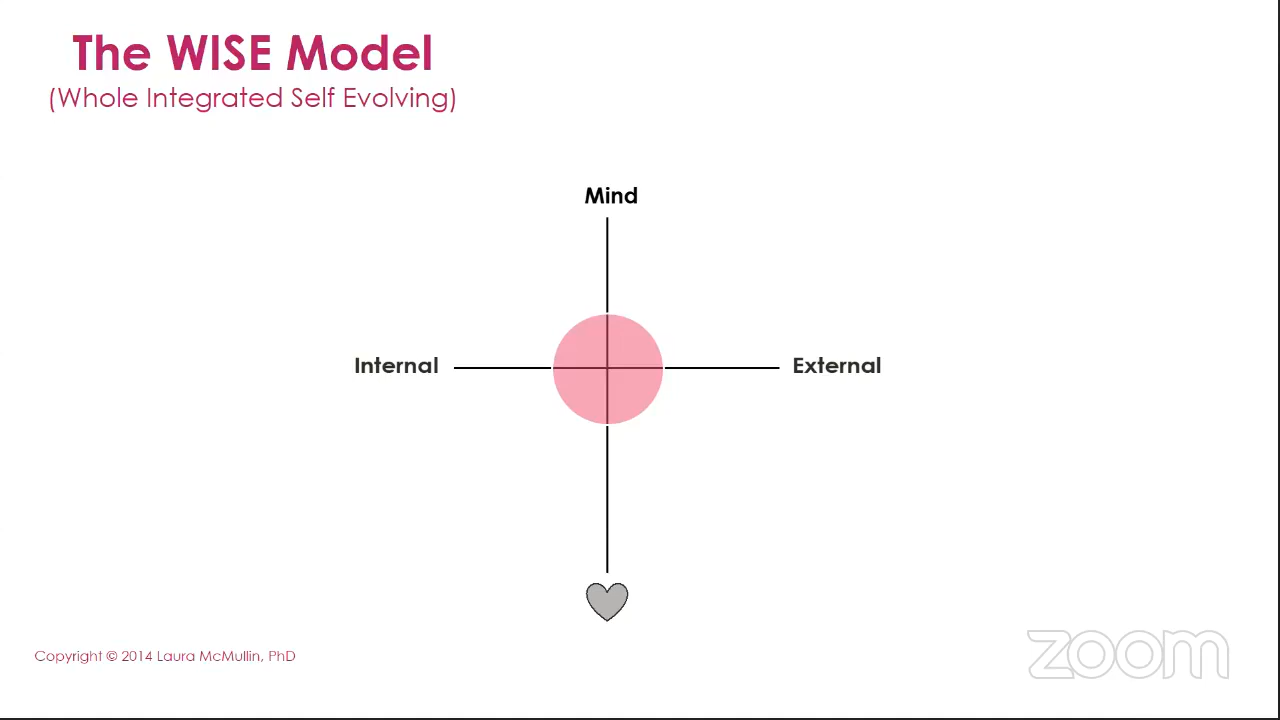 The WISE Model
(Whole Integrated Self Evolving)
Mind
Internal
External
Copyright © 2014 Laura McMullin, PhD
zoom